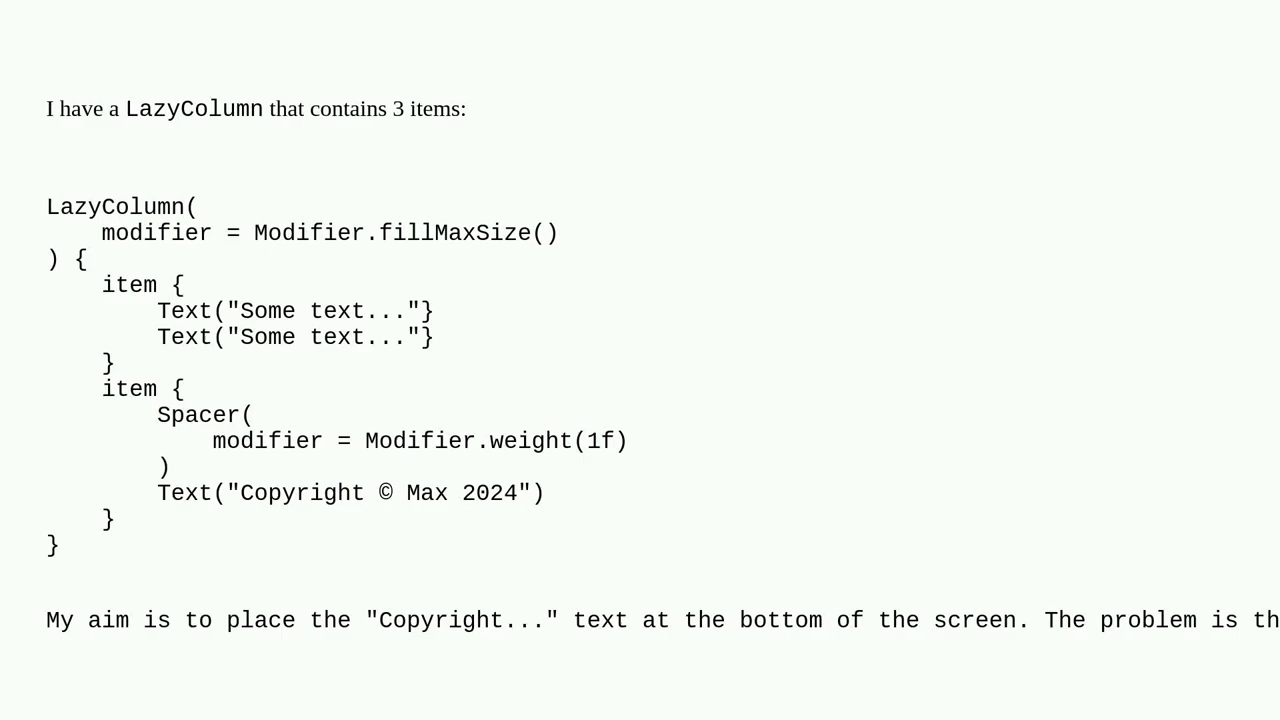 I have a LazyColumn that contains 3 items:
LazyColumn(
    modifier = Modifier.fillMaxSize()
) {
    item {
        Text("Some text..."}
        Text("Some text..."}
    }
    item {
        Spacer(
            modifier = Modifier.weight(1f)
        )
        Text("Copyright © Max 2024")
    }
}
My aim is to place the "Copyright..." text at the bottom of the screen. The problem is th